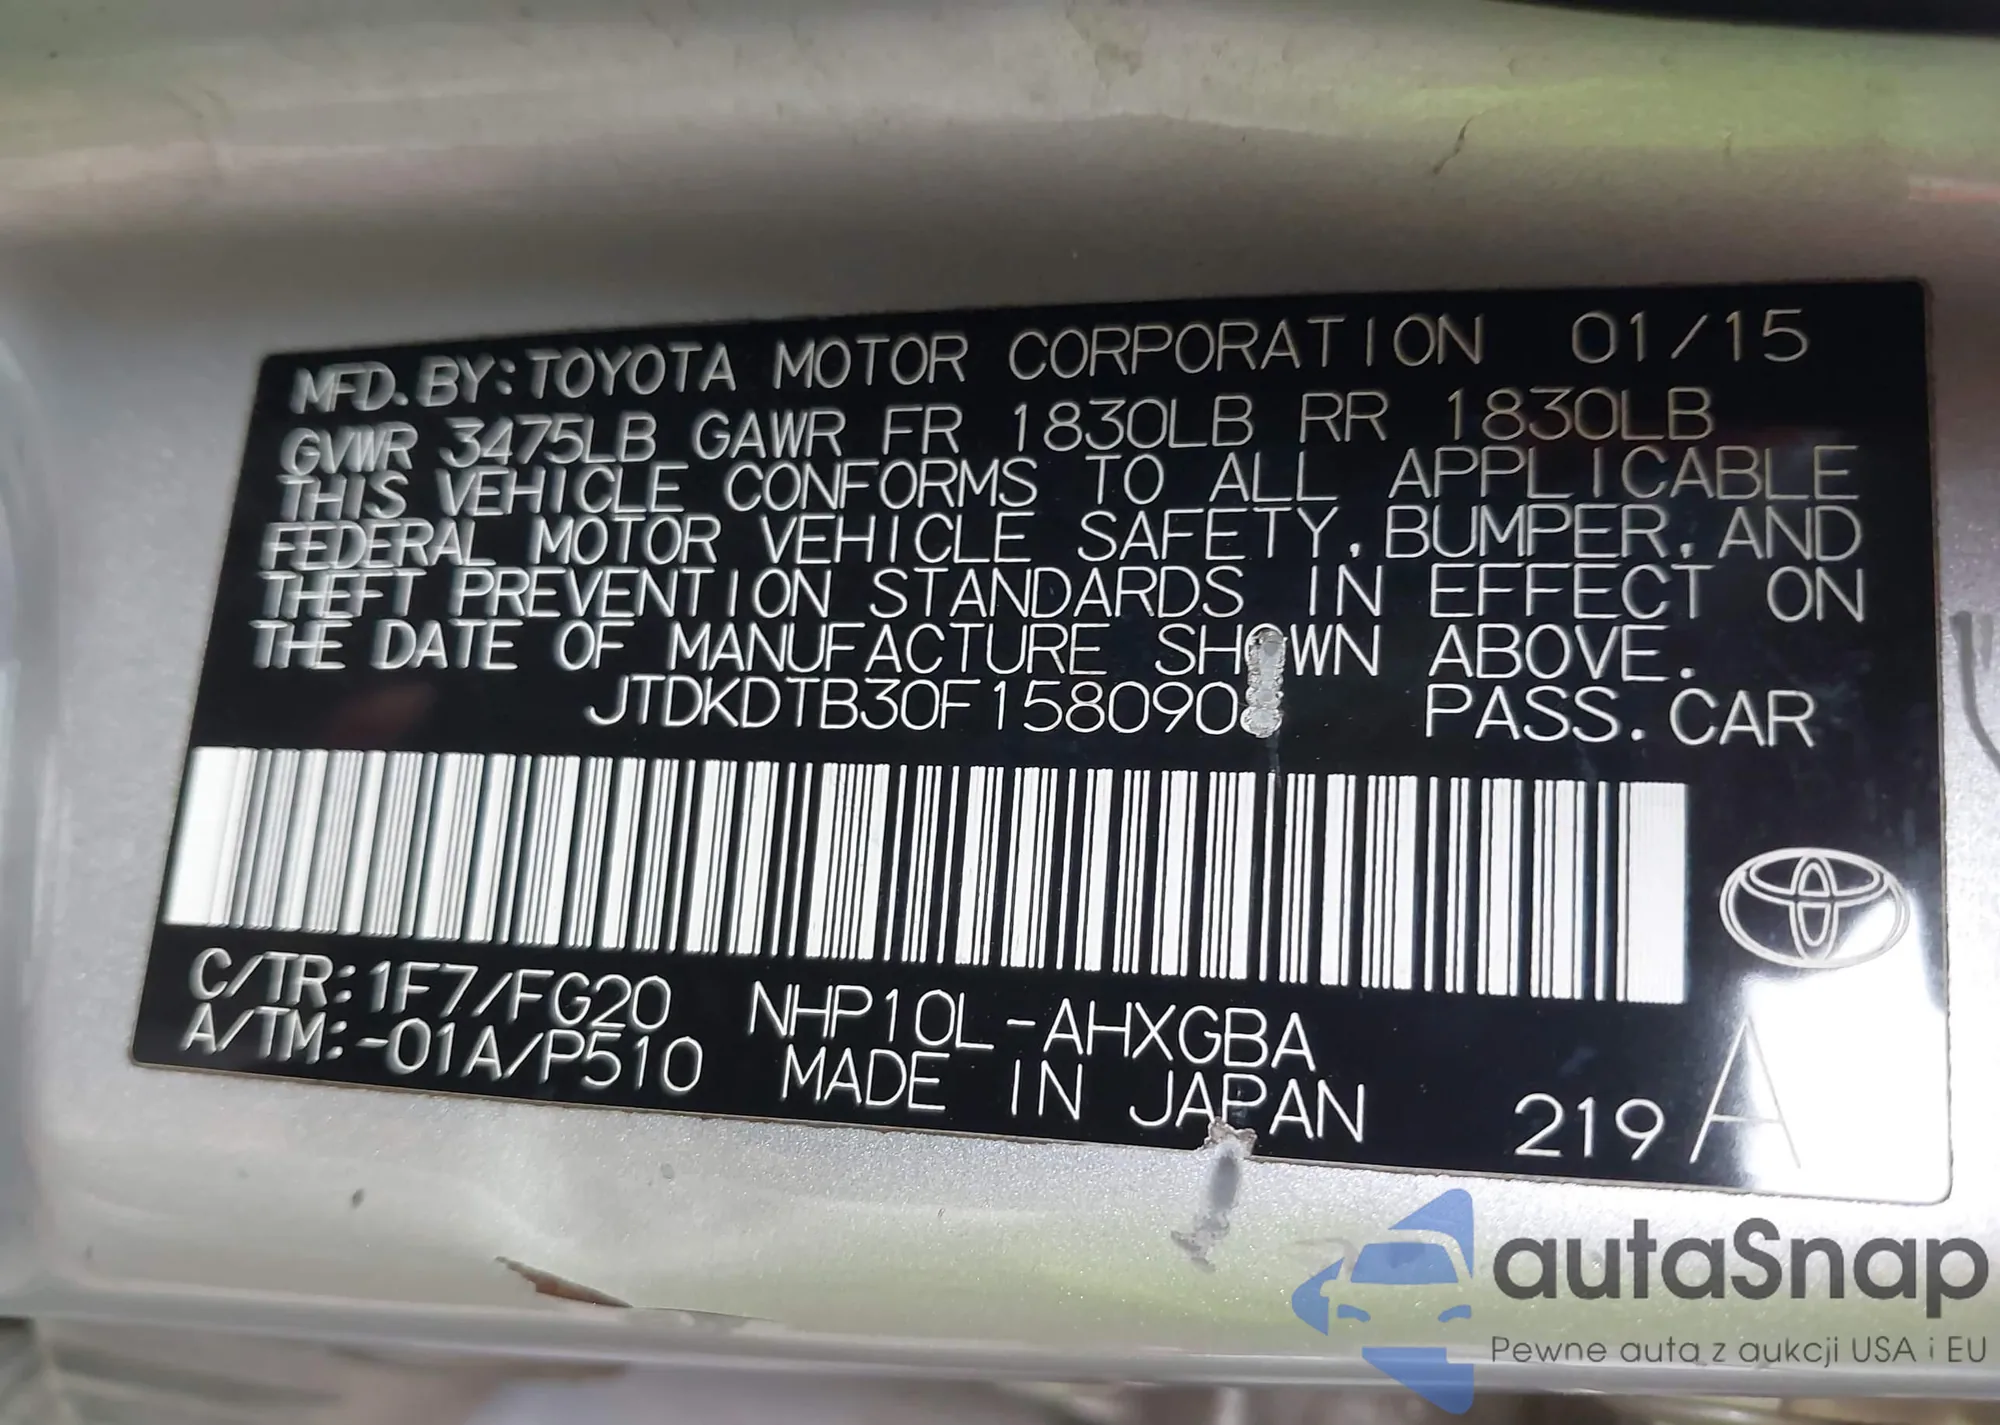 MFD. BY: TOYOTA MOTOR CORPORATION 01/15
GVWR 3475LB GAWR FR 1830LB RR 1830LB
THIS VEHICLE CONFORMS TO ALL APPLICABLE
FEDERAL MOTOR VEHICLE SAFETY, BUMPER, AND
THEFT PREVENTION STANDARDS IN EFFECT ON
THE DATE OF MANUFACTURE SHOWN ABOVE.
JTDKDTB30F1580908 PASS. CAR
C/TR: 1F7/FG20 NHP10L-AHXGBA
A/TM: -01A/P510 MADE IN JAPAN 219 A
autaSnap
Pewne auta z aukcji USA i EU